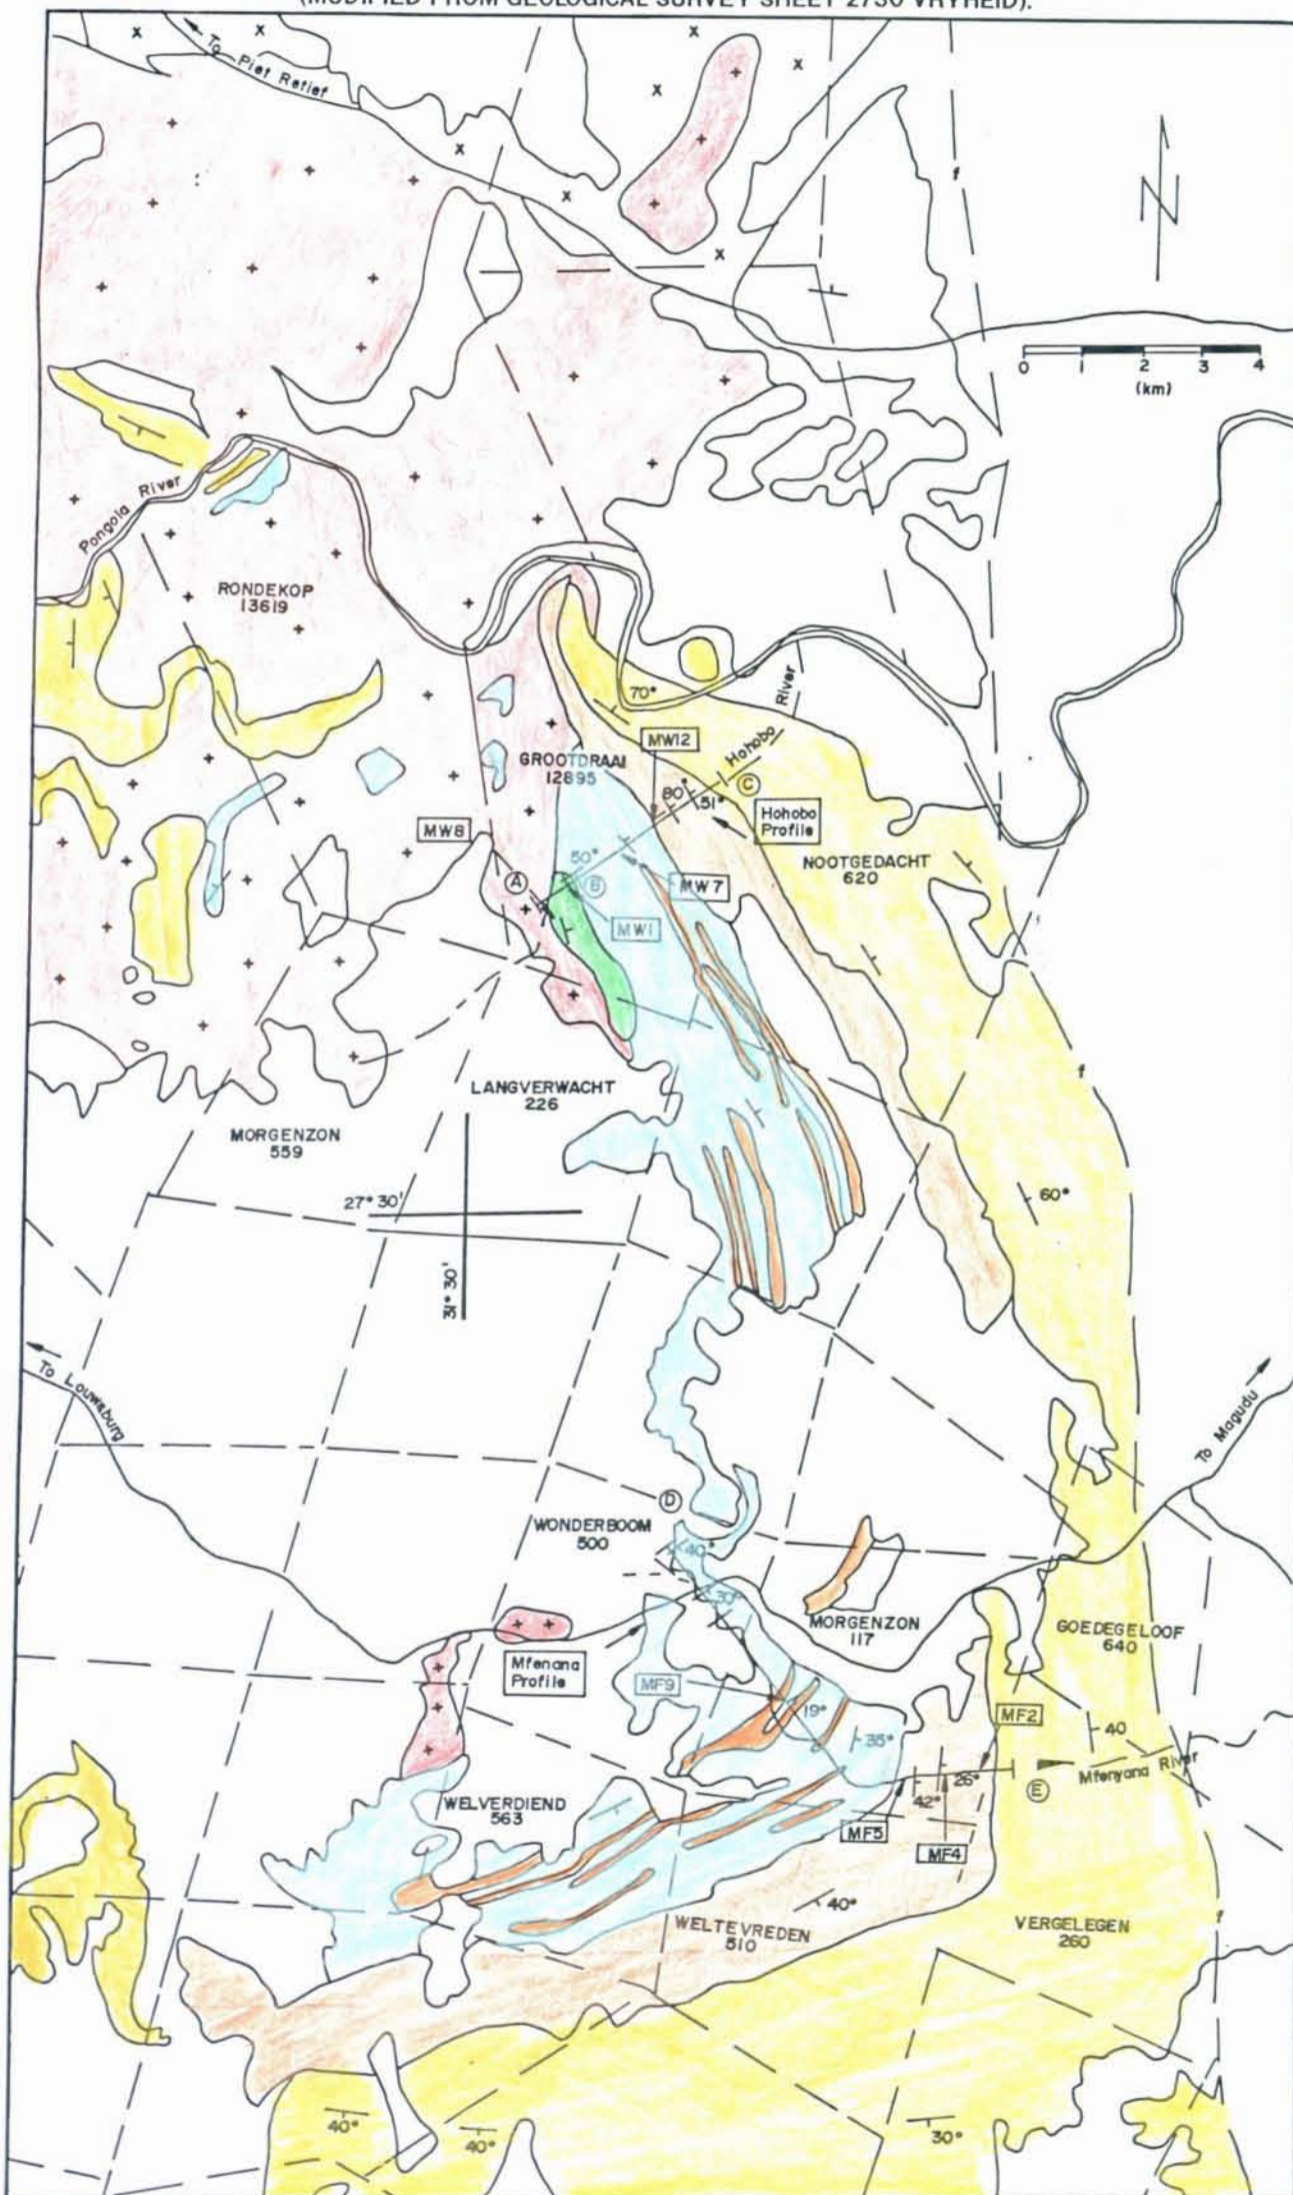 (MODIFIED FROM GEOLOGICAL SURVEY SHEET 2730 VRYHEID).
To Piet Retief
N
0 1 2 3 4
(km)
Pongola River
RONDEKOP
13619
70°
River
MW12
Hohobo
GROOTDRAAI
12895
80°
51°
C
Hohobo
Profile
MW8
50°
NOOTGEDACHT
620
A
B
MW7
MW1
f
LANGVERWACHT
226
MORGENZON
559
27° 30'
60°
31° 30'
To Louwsburg
To Magudu
D
WONDERBOOM
500
40°
30°
MORGENZON
117
GOEDEGELOOF
640
Mfenana
Profile
MF9
19°
MF2
35°
40
Mfenyana River
26°
E
42°
WELVERDIEND
563
MF5
MF4
40°
WELTEVREDEN
510
VERGELEGEN
260
f
40°
40°
30°